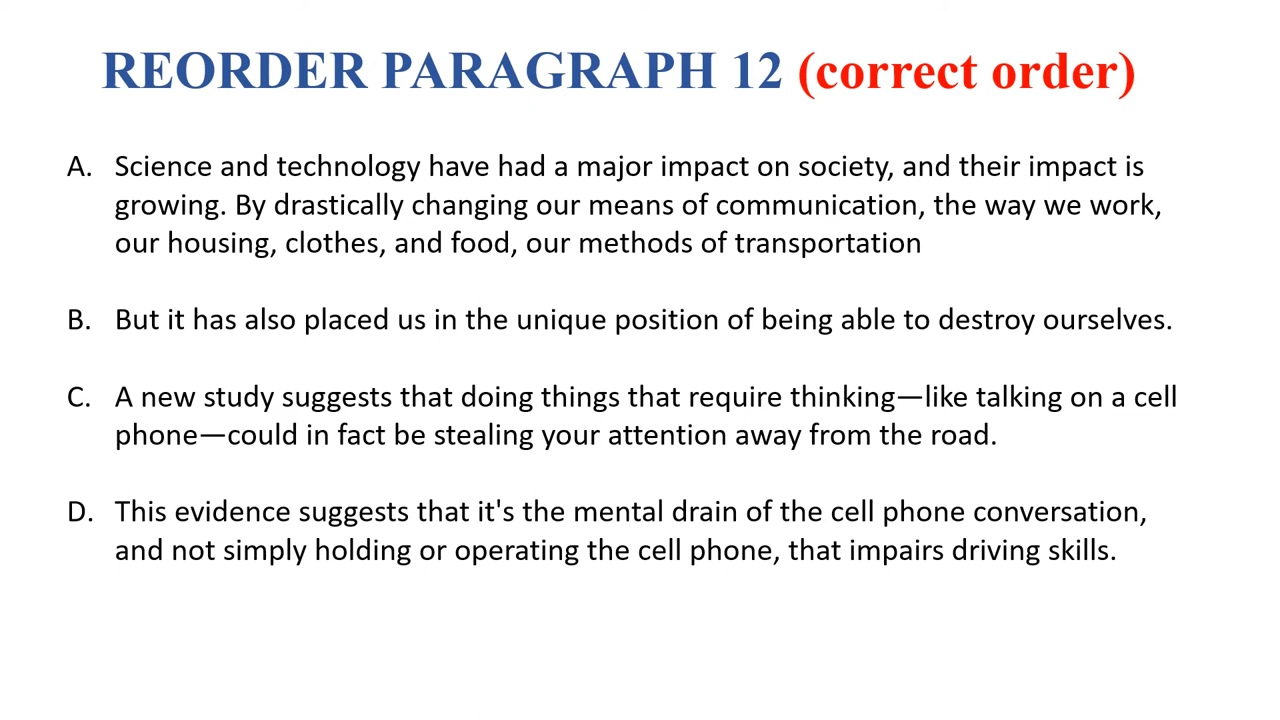 REORDER PARAGRAPH 12 (correct order)
A. Science and technology have had a major impact on society, and their impact is
growing. By drastically changing our means of communication, the way we work,
our housing, clothes, and food, our methods of transportation
B. But it has also placed us in the unique position of being able to destroy ourselves.
C. A new study suggests that doing things that require thinking—like talking on a cell
phone—could in fact be stealing your attention away from the road.
D. This evidence suggests that it's the mental drain of the cell phone conversation,
and not simply holding or operating the cell phone, that impairs driving skills.